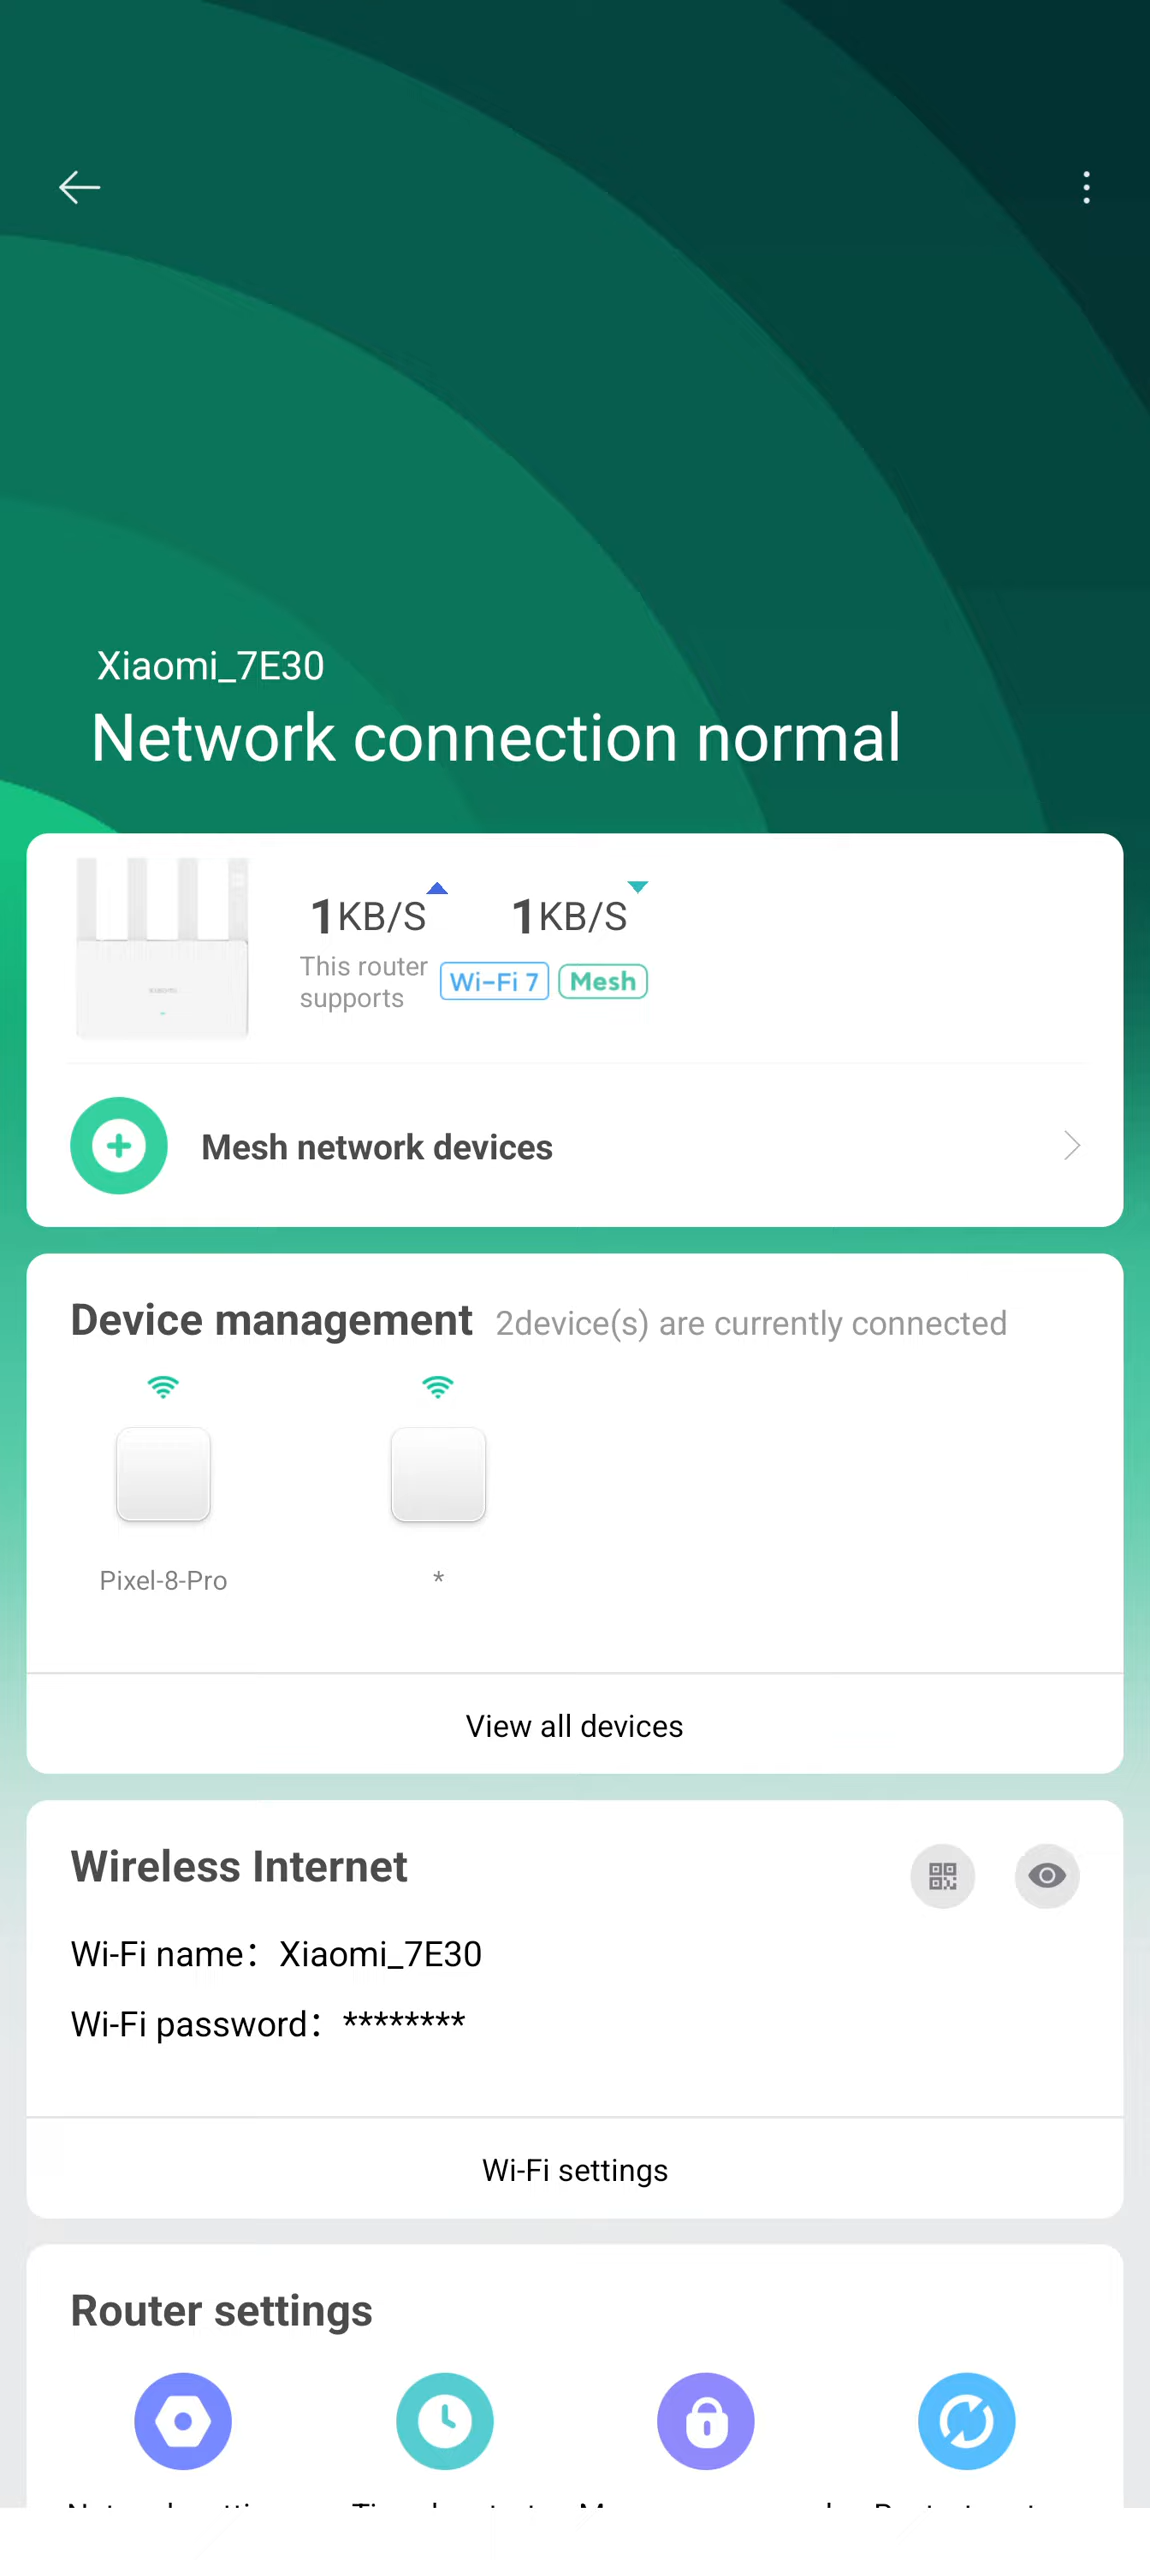 Xiaomi_7E30
Network connection normal
1KB/S 1KB/S
This router supports Wi-Fi 7 Mesh
Mesh network devices
Device management 2device(s) are currently connected
Pixel-8-Pro *
View all devices
Wireless Internet
Wi-Fi name：Xiaomi_7E30
Wi-Fi password：********
Wi-Fi settings
Router settings